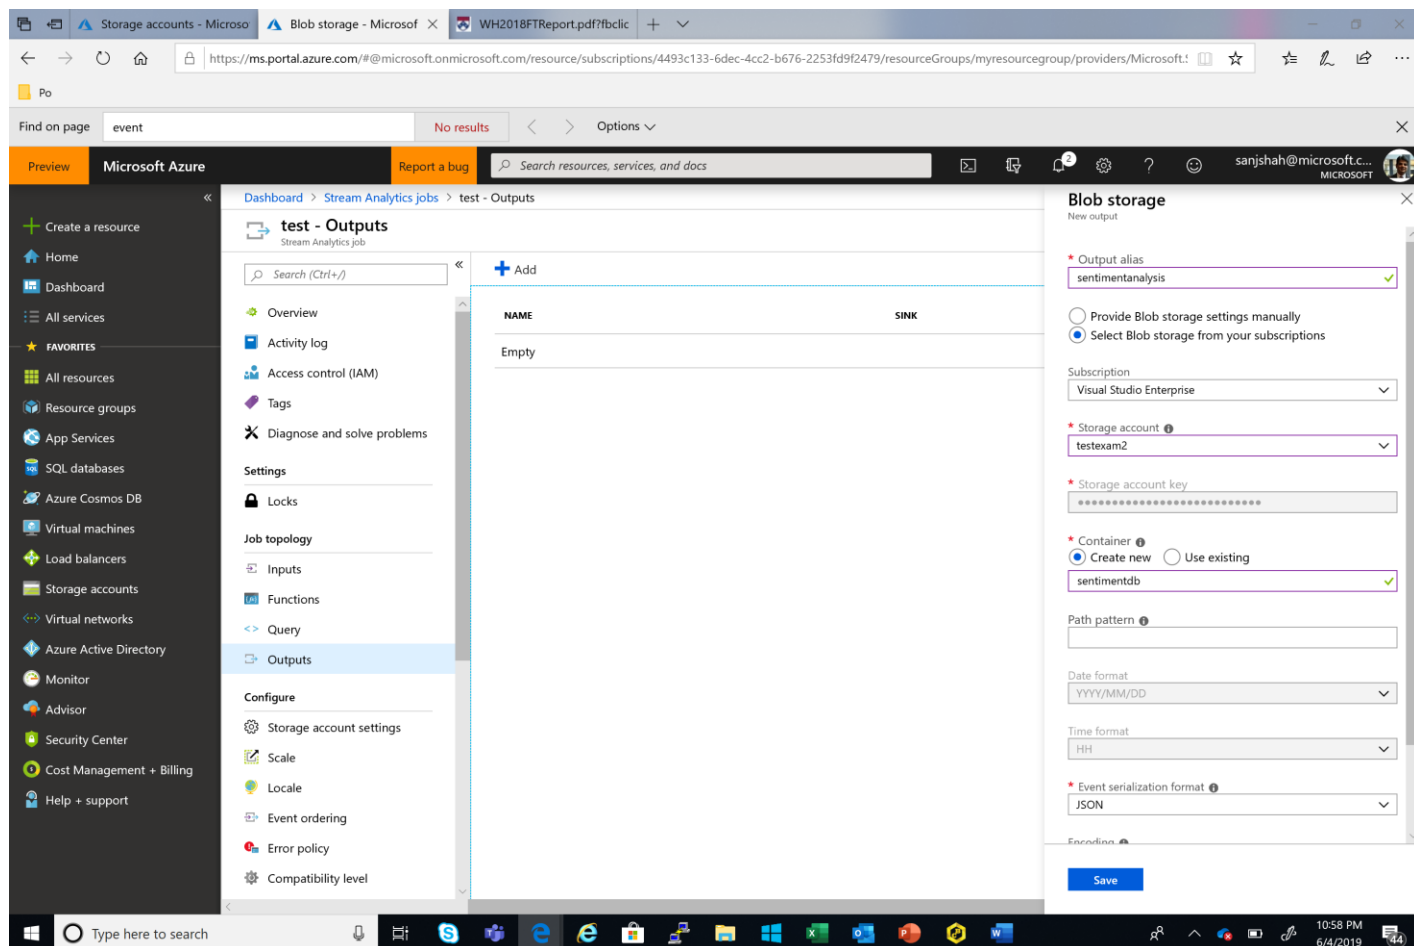 Storage accounts - Microso
Blob storage - Microsof
WH2018FTReport.pdf?fbclic
https://ms.portal.azure.com/#@microsoft.onmicrosoft.com/resource/subscriptions/4493c133-6dec-4cc2-b676-2253fd9f2479/resourceGroups/myresourcegroup/providers/Microsoft.S
Po
Find on page
event
No results
Options
Preview
Microsoft Azure
Report a bug
Search resources, services, and docs
2
sanjshah@microsoft.c...
MICROSOFT
Create a resource
Home
Dashboard
All services
FAVORITES
All resources
Resource groups
App Services
SQL databases
Azure Cosmos DB
Virtual machines
Load balancers
Storage accounts
Virtual networks
Azure Active Directory
Monitor
Advisor
Security Center
Cost Management + Billing
Help + support
Dashboard > Stream Analytics jobs > test - Outputs
test - Outputs
Stream Analytics job
Search (Ctrl+/)
Overview
Activity log
Access control (IAM)
Tags
Diagnose and solve problems
Settings
Locks
Job topology
Inputs
Functions
Query
Outputs
Configure
Storage account settings
Scale
Locale
Event ordering
Error policy
Compatibility level
Add
NAME SINK
Empty
Blob storage
New output
* Output alias
sentimentanalysis
Provide Blob storage settings manually
Select Blob storage from your subscriptions
Subscription
Visual Studio Enterprise
* Storage account
testexam2
* Storage account key
* Container
Create new Use existing
sentimentdb
Path pattern
Date format
YYYY/MM/DD
Time format
HH
* Event serialization format
JSON
Encoding
Save
Type here to search
10:58 PM
6/4/2019
44